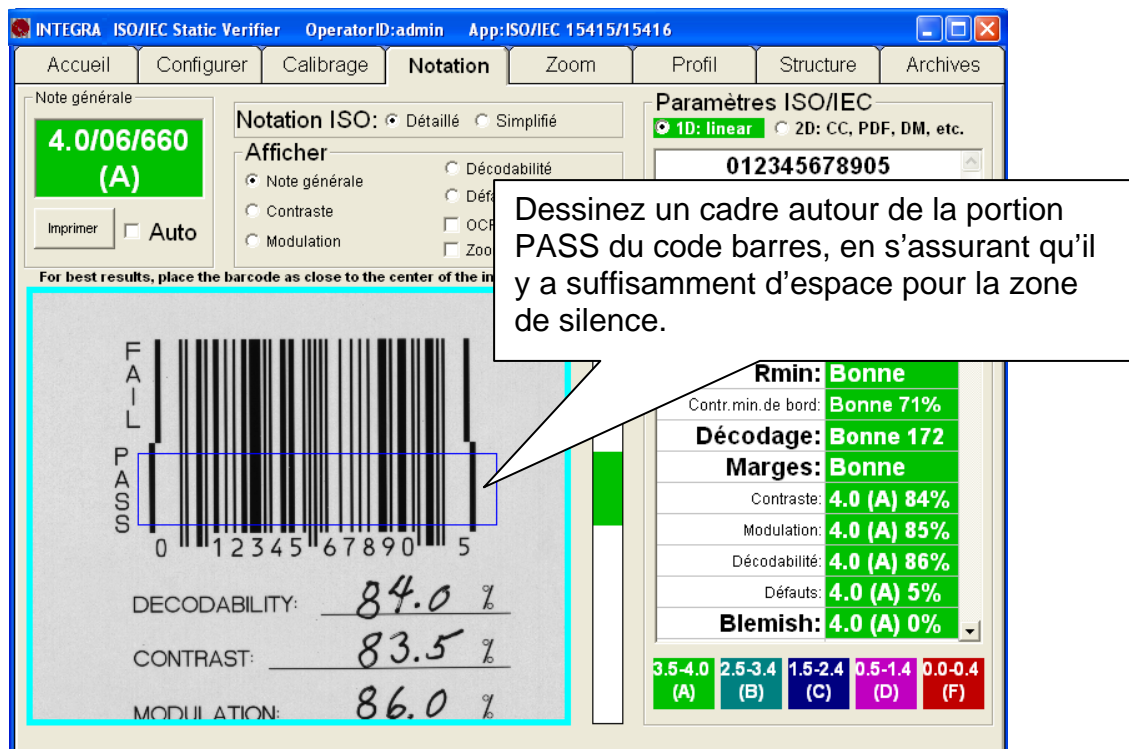 INTEGRA ISO/IEC Static Verifier OperatorID:admin App:ISO/IEC 15415/15416
Accueil Configurer Calibrage Notation Zoom Profil Structure Archives
Note générale
4.0/06/660
(A)
Imprimer Auto
Notation ISO: Détaillé Simplifié
Afficher
Note générale
Contraste
Modulation
Décodabilité
Paramètres ISO/IEC
1D: linear 2D: CC, PDF, DM, etc.
012345678905
For best results, place the barcode as close to the center of the
Dessinez un cadre autour de la portion
PASS du code barres, en s’assurant qu’il
y a suffisamment d’espace pour la zone
de silence.
FAIL
PASS
0 12345 67890 5
DECODABILITY: 84.0 %
CONTRAST: 83.5 %
MODULATION: 86.0 %
Rmin: Bonne
Contr.min.de bord: Bonne 71%
Décodage: Bonne 172
Marges: Bonne
Contraste: 4.0 (A) 84%
Modulation: 4.0 (A) 85%
Décodabilité: 4.0 (A) 86%
Défauts: 4.0 (A) 5%
Blemish: 4.0 (A) 0%
3.5-4.0 2.5-3.4 1.5-2.4 0.5-1.4 0.0-0.4
(A) (B) (C) (D) (F)